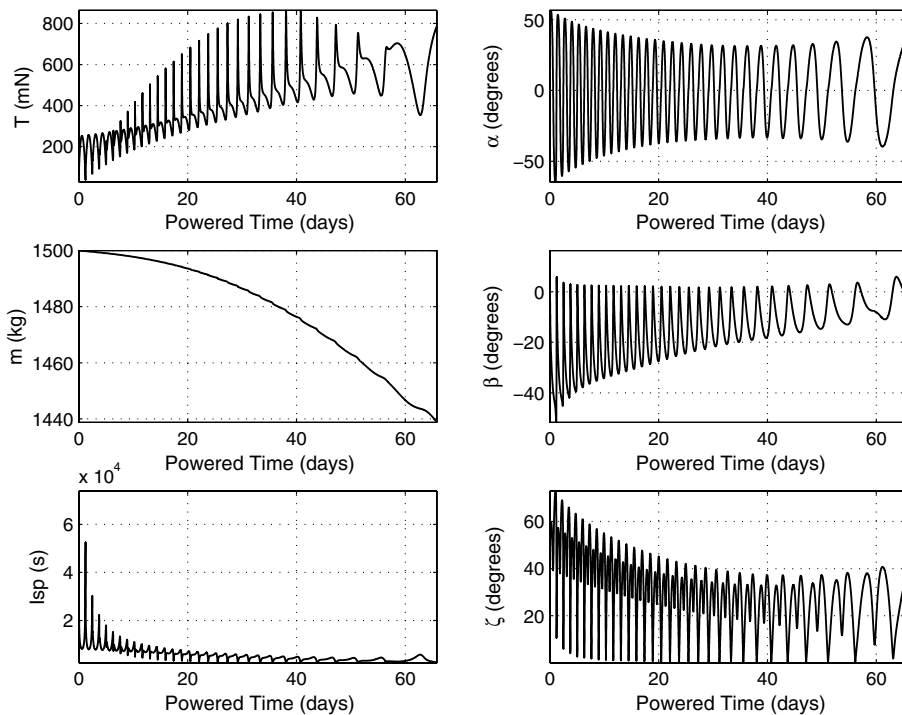 800
600
400
200
T (mN)
0 20 40 60
Powered Time (days)
50
0
−50
α (degrees)
0 20 40 60
Powered Time (days)
1500
1480
1460
1440
m (kg)
0 20 40 60
Powered Time (days)
0
−20
−40
β (degrees)
0 20 40 60
Powered Time (days)
x 10^4
6
4
2
Isp (s)
0 20 40 60
Powered Time (days)
60
40
20
ζ (degrees)
0 20 40 60
Powered Time (days)